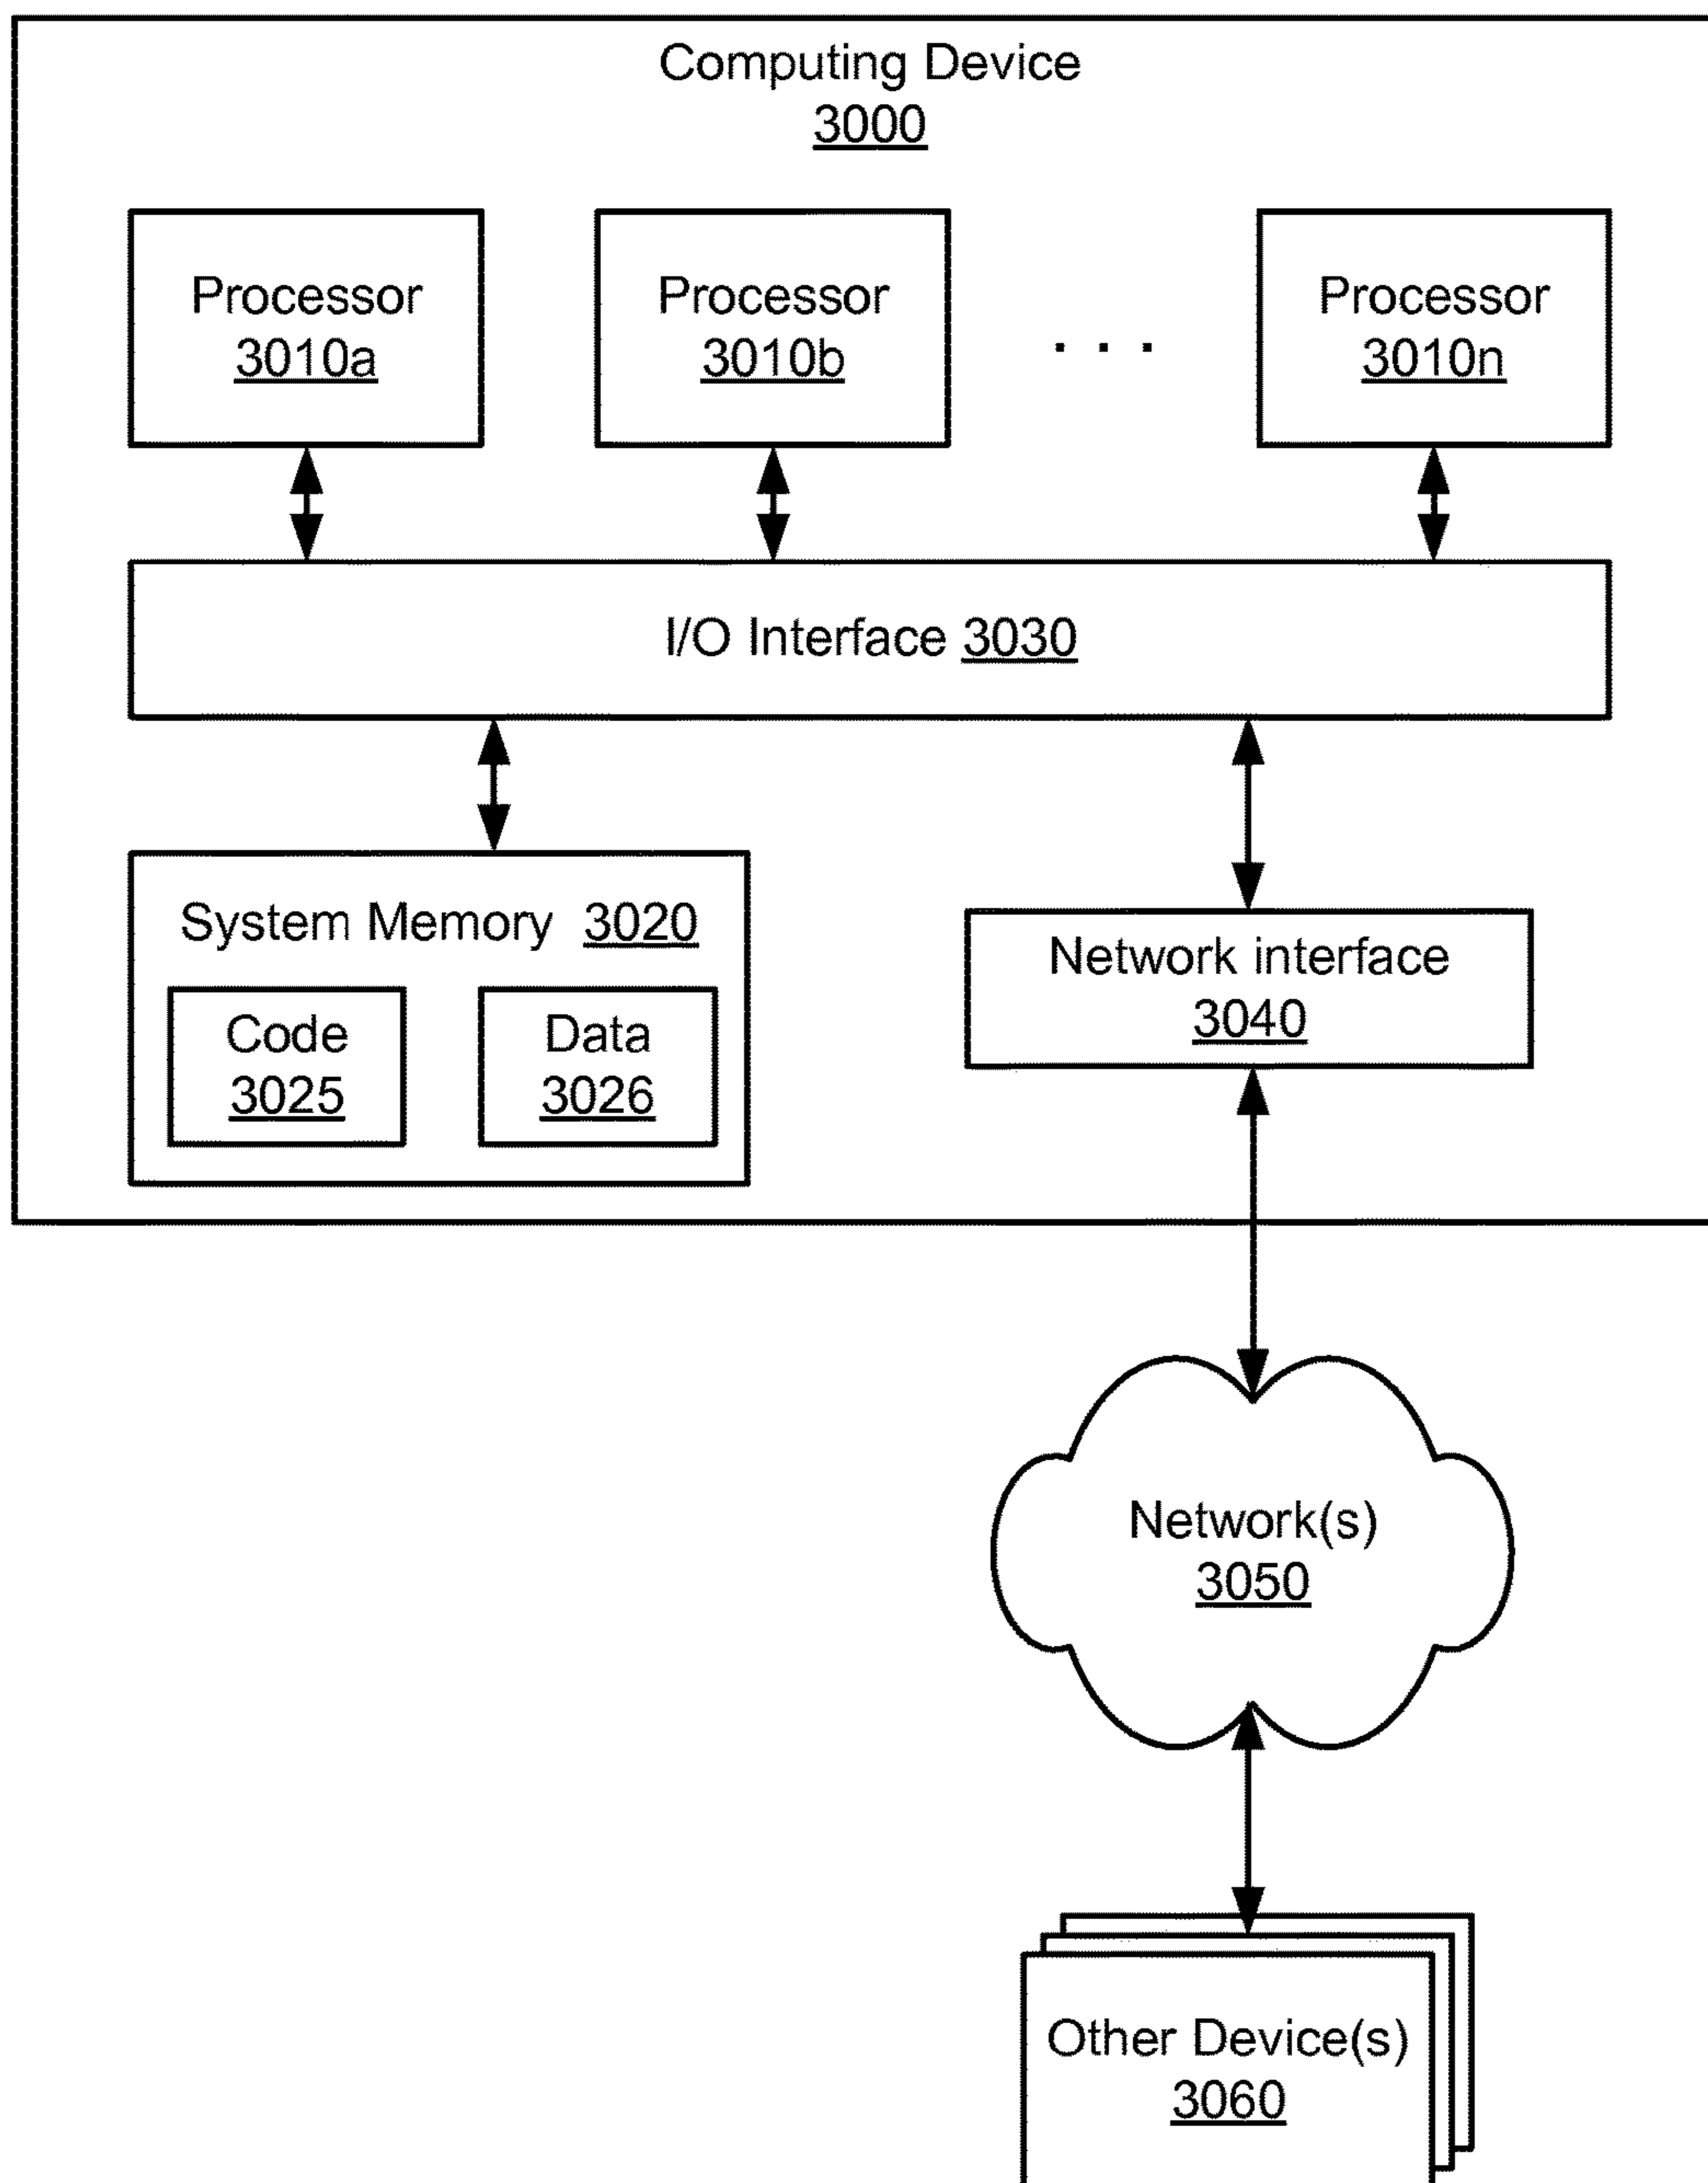 Computing Device
3000
Processor
3010a
Processor
3010b
. . .
Processor
3010n
I/O Interface 3030
System Memory 3020
Code
3025
Data
3026
Network interface
3040
Network(s)
3050
Other Device(s)
3060